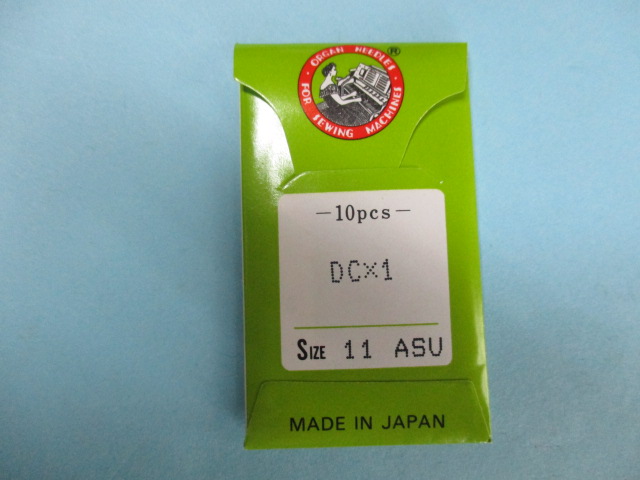 ORGAN NEEDLES ®
FOR SEWING MACHINES
－10pcs－
DC×1
SIZE 11 ASU
MADE IN JAPAN